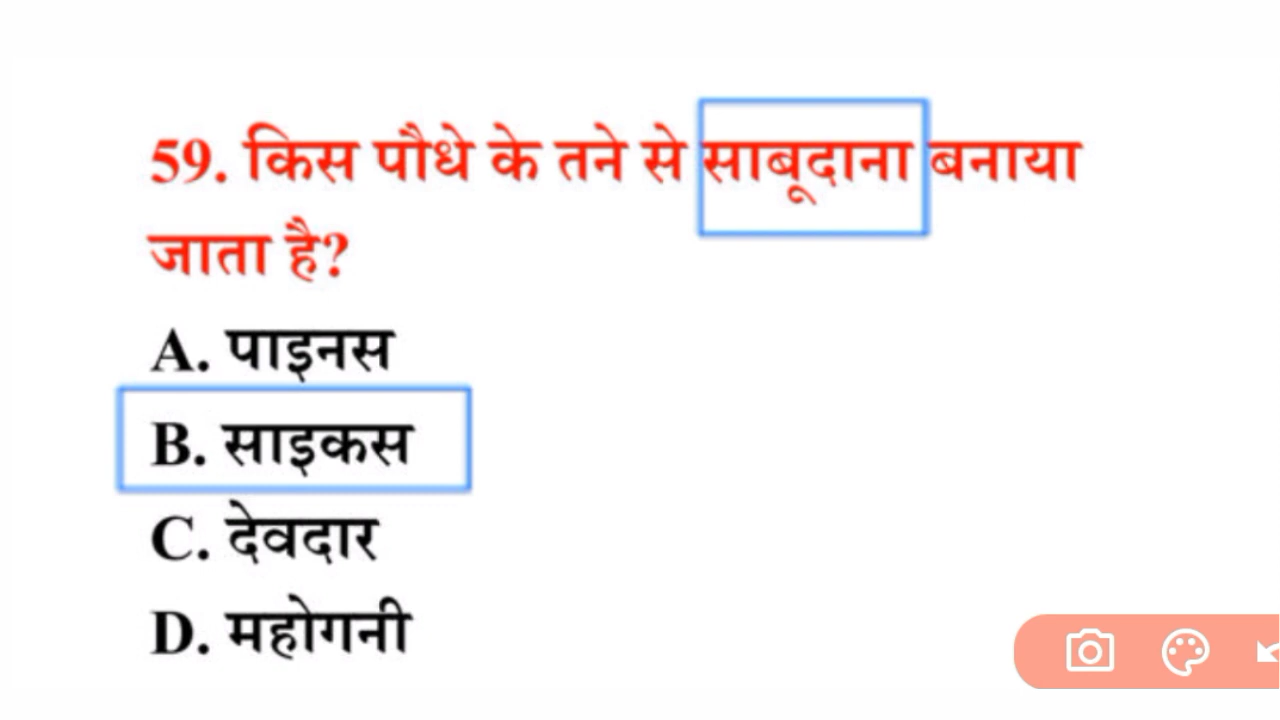 59. किस पौधे के तने से साबूदाना बनाया
जाता है?
A. पाइनस
B. साइकस
C. देवदार
D. महोगनी